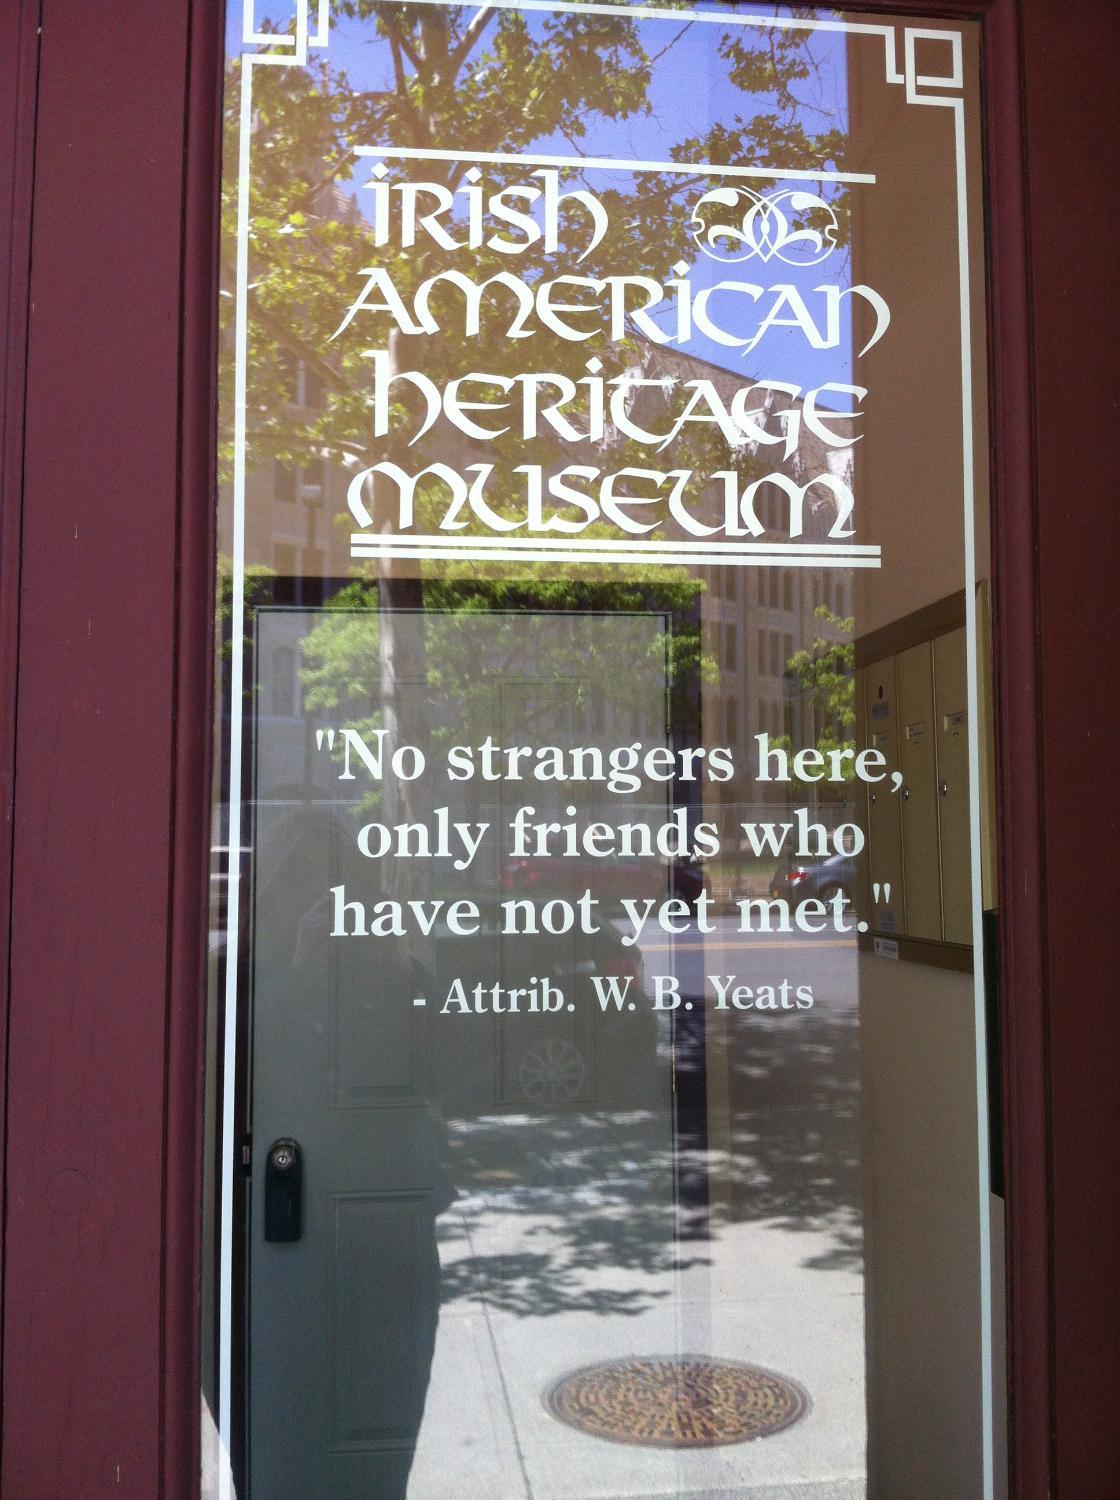 IRISH
AMERICAN
HERITAGE
MUSEUM
"No strangers here,
only friends who
have not yet met."
- Attrib. W. B. Yeats